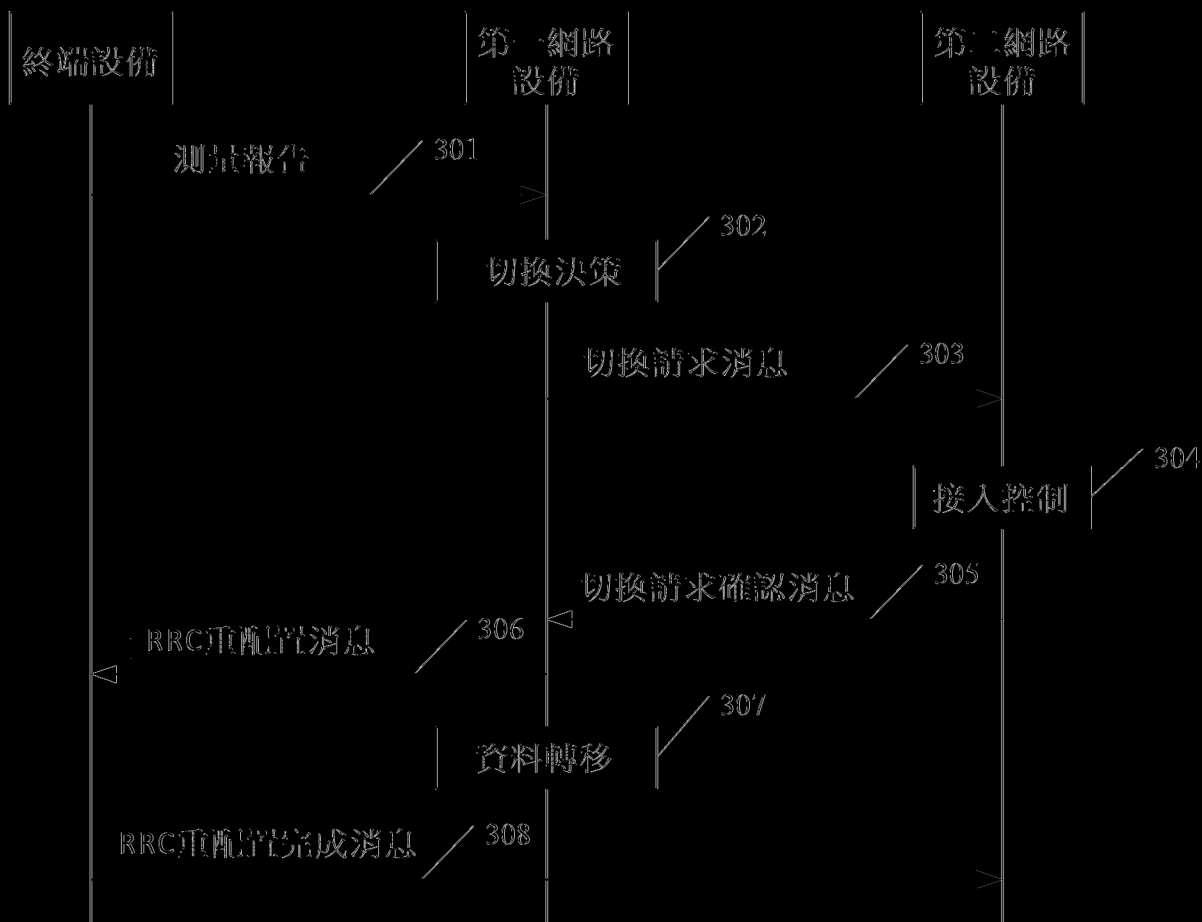 終端設備
第一網路
設備
第二網路
設備
測量報告
301
302
切換決策
切換請求消息
303
304
接入控制
切換請求確認消息
305
RRC重配置消息
306
307
資料轉移
RRC重配置完成消息
308